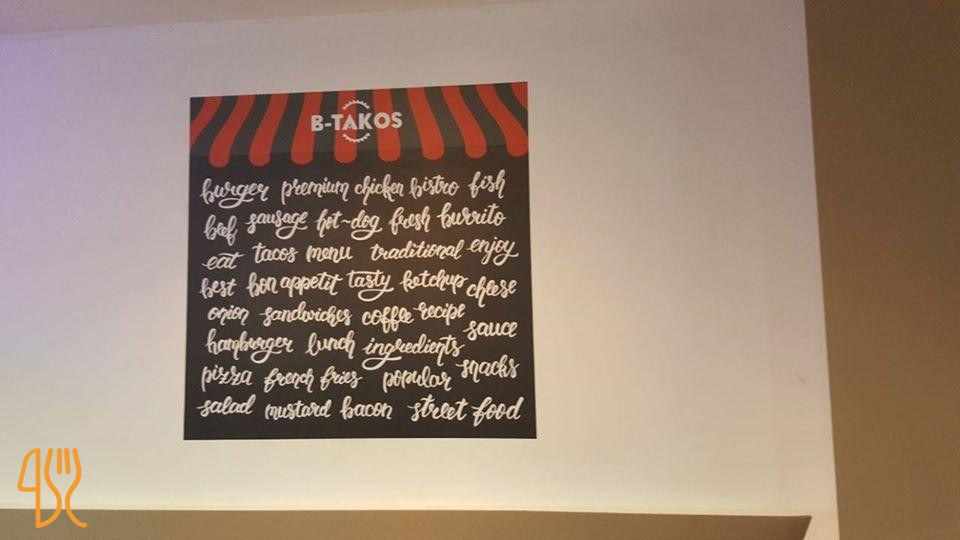 B-TAKOS
burger premium chicken bistro fish
beef sausage hot-dog fresh burrito
eat tacos menu traditional enjoy
best bon appetit tasty ketchup cheese
onion sandwiches coffee recipe sauce
hamburger lunch ingredients
pizza french fries popular snacks
salad mustard bacon street food